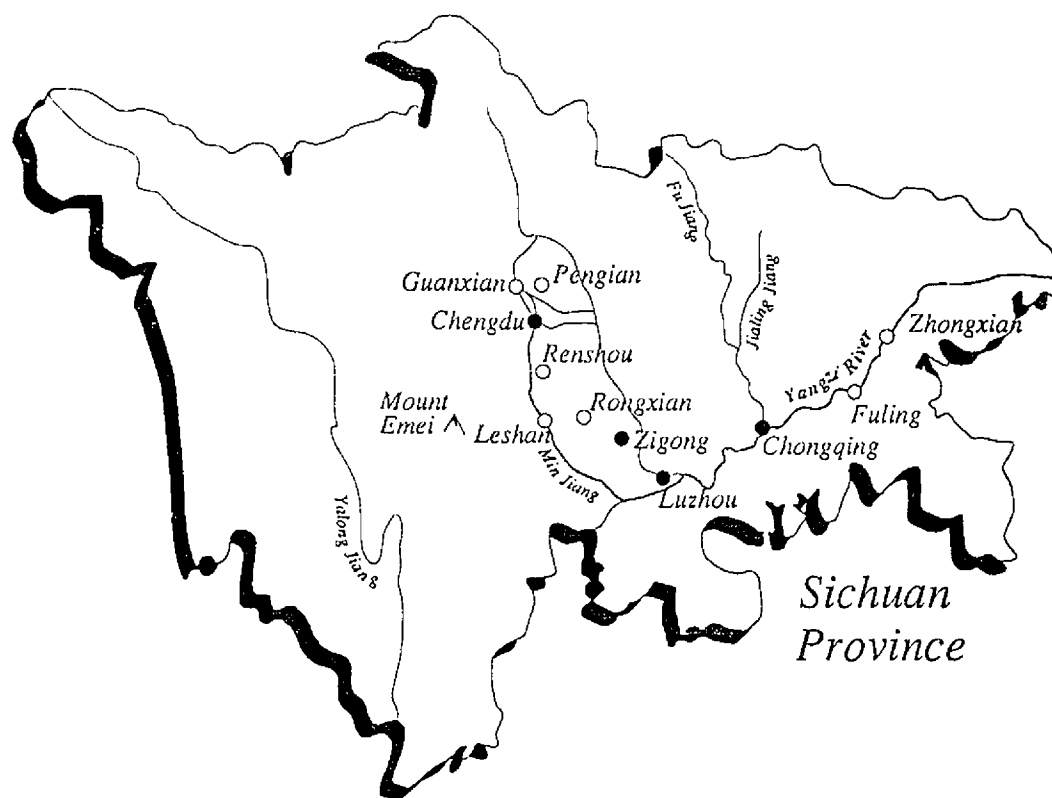 Fu Jiang
Guanxian
Pengian
Jialing Jiang
Chengdu
Zhongxian
Renshou
Yangzi River
Mount
Emei
Rongxian
Fuling
Leshan
Zigong
Chongqing
Min Jiang
Luzhou
Yalong Jiang
Sichuan
Province